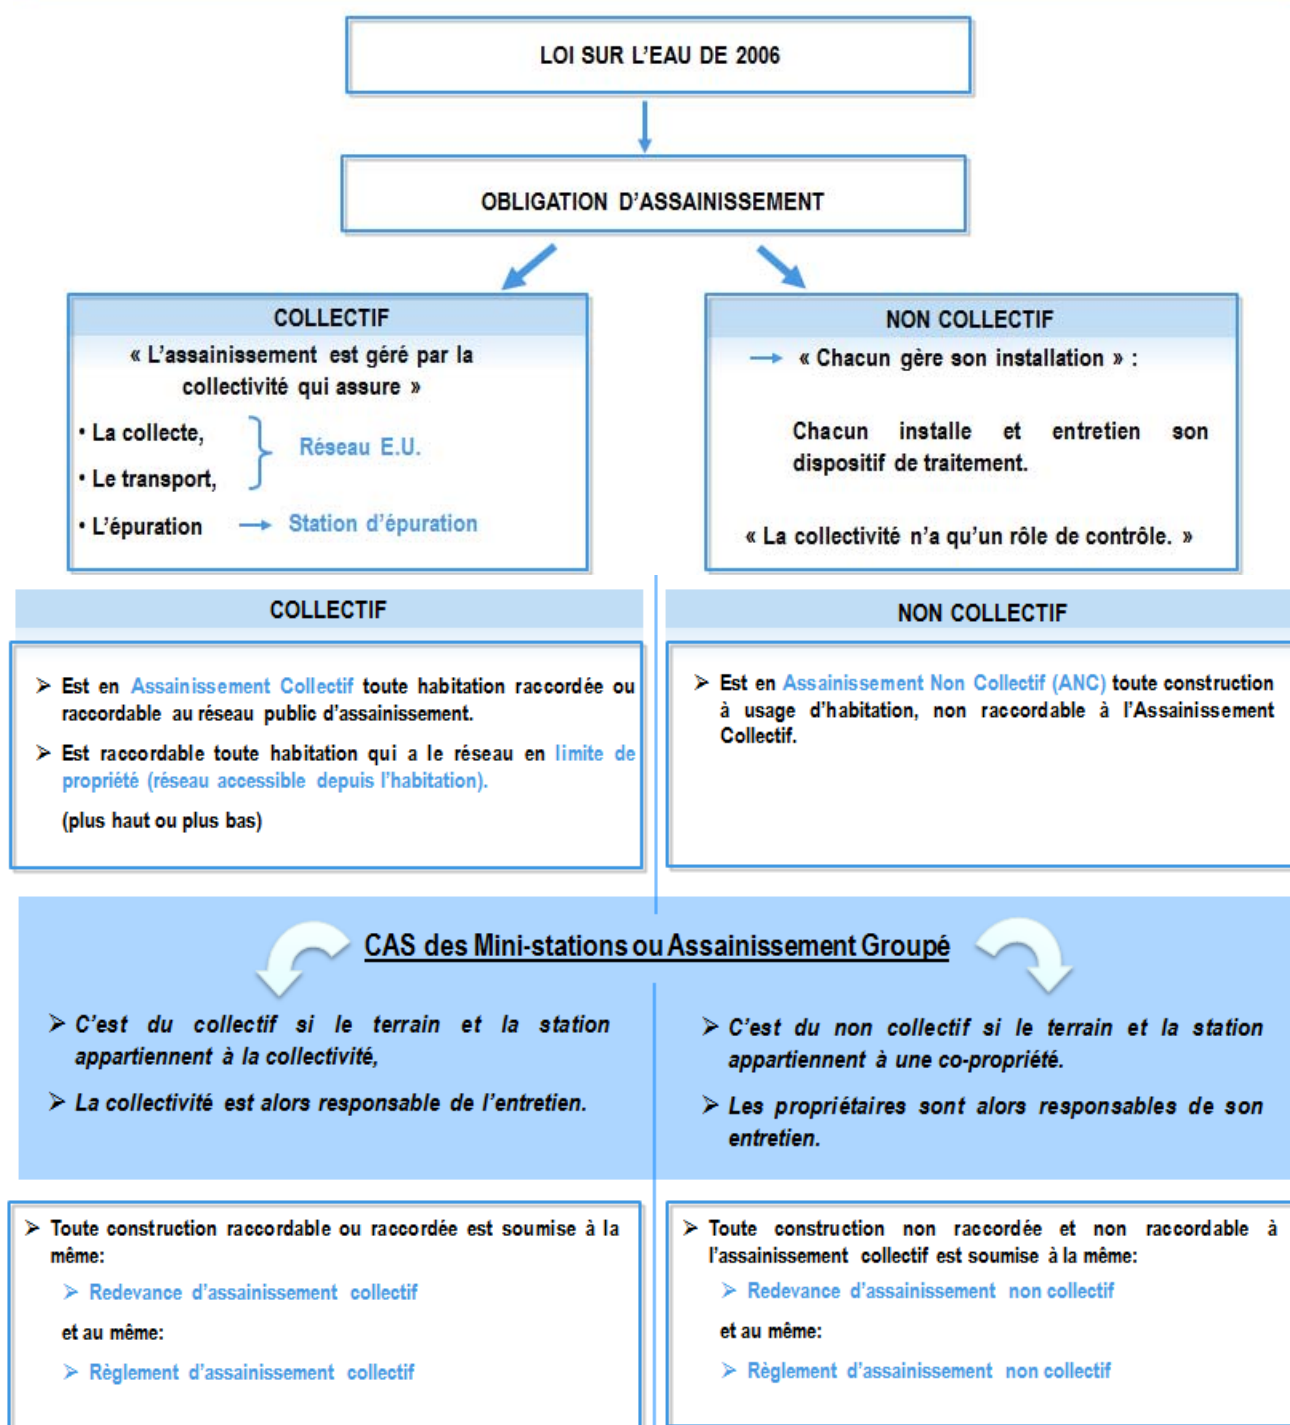 LOI SUR L'EAU DE 2006
OBLIGATION D'ASSAINISSEMENT
COLLECTIF
« L'assainissement est géré par la
collectivité qui assure »
• La collecte,
• Le transport,
Réseau E.U.
• L'épuration
Station d'épuration
NON COLLECTIF
« Chacun gère son installation » :
Chacun installe et entretien son
dispositif de traitement.
« La collectivité n'a qu'un rôle de contrôle. »
COLLECTIF
➢ Est en Assainissement Collectif toute habitation raccordée ou
raccordable au réseau public d'assainissement.
➢ Est raccordable toute habitation qui a le réseau en limite de
propriété (réseau accessible depuis l'habitation).
(plus haut ou plus bas)
NON COLLECTIF
➢ Est en Assainissement Non Collectif (ANC) toute construction
à usage d'habitation, non raccordable à l'Assainissement
Collectif.
CAS des Mini-stations ou Assainissement Groupé
➢ C'est du collectif si le terrain et la station
appartiennent à la collectivité,
➢ La collectivité est alors responsable de l'entretien.
➢ C'est du non collectif si le terrain et la station
appartiennent à une co-propriété.
➢ Les propriétaires sont alors responsables de son
entretien.
➢ Toute construction raccordable ou raccordée est soumise à la
même:
➢ Redevance d'assainissement collectif
et au même:
➢ Règlement d'assainissement collectif
➢ Toute construction non raccordée et non raccordable à
l'assainissement collectif est soumise à la même:
➢ Redevance d'assainissement non collectif
et au même:
➢ Règlement d'assainissement non collectif